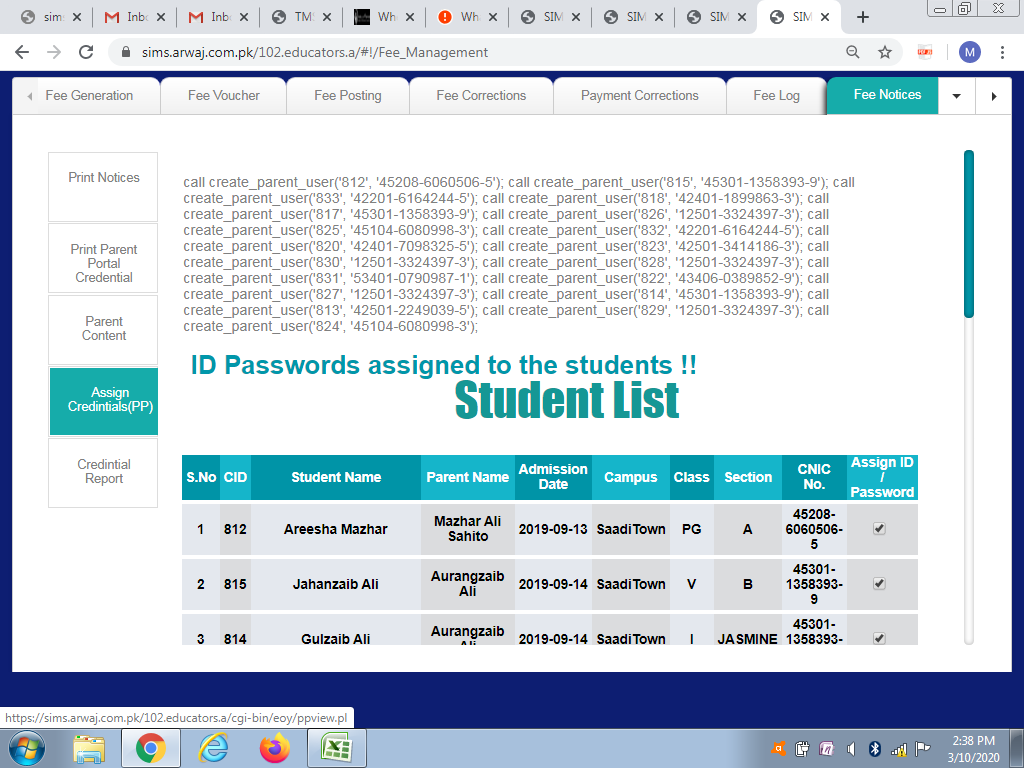 sims
Inbo
Inbo
TMS
Whe
Wha
SIM
SIM
SIM
SIM
sims.arwaj.com.pk/102.educators.a/#!/Fee_Management
M
Fee Generation
Fee Voucher
Fee Posting
Fee Corrections
Payment Corrections
Fee Log
Fee Notices
Print Notices
Print Parent
Portal
Credential
Parent
Content
Assign
Credintials(PP)
Credintial
Report
call create_parent_user('812', '45208-6060506-5'); call create_parent_user('815', '45301-1358393-9'); call
create_parent_user('833', '42201-6164244-5'); call create_parent_user('818', '42401-1899863-3'); call
create_parent_user('817', '45301-1358393-9'); call create_parent_user('826', '12501-3324397-3'); call
create_parent_user('825', '45104-6080998-3'); call create_parent_user('832', '42201-6164244-5'); call
create_parent_user('820', '42401-7098325-5'); call create_parent_user('823', '42501-3414186-3'); call
create_parent_user('830', '12501-3324397-3'); call create_parent_user('828', '12501-3324397-3'); call
create_parent_user('831', '53401-0790987-1'); call create_parent_user('822', '43406-0389852-9'); call
create_parent_user('827', '12501-3324397-3'); call create_parent_user('814', '45301-1358393-9'); call
create_parent_user('813', '42501-2249039-5'); call create_parent_user('829', '12501-3324397-3'); call
create_parent_user('824', '45104-6080998-3');
ID Passwords assigned to the students !!
Student List
S.No CID Student Name Parent Name Admission Date Campus Class Section CNIC No. Assign ID / Password
1 812 Areesha Mazhar Mazhar Ali Sahito 2019-09-13 SaadiTown PG A 45208-6060506-5
2 815 Jahanzaib Ali Aurangzaib Ali 2019-09-14 SaadiTown V B 45301-1358393-9
3 814 Gulzaib Ali Aurangzaib Ali 2019-09-14 SaadiTown I JASMINE 45301-1358393-
https://sims.arwaj.com.pk/102.educators.a/cgi-bin/eoy/ppview.pl
2:38 PM
3/10/2020